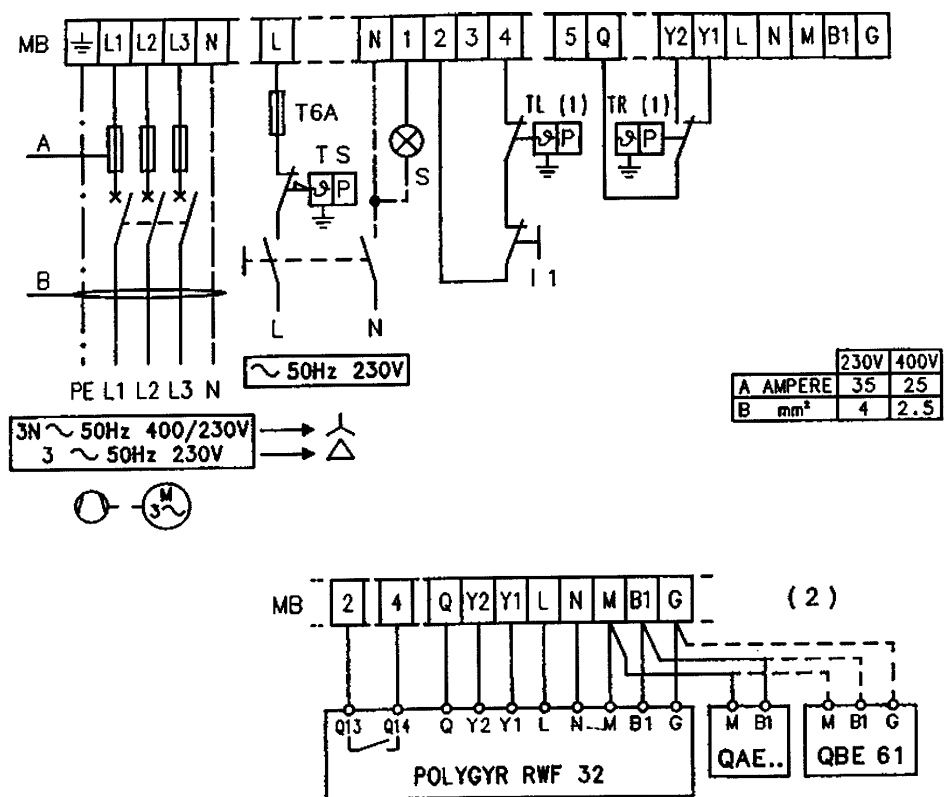 MB ⏚ L1 L2 L3 N L N 1 2 3 4 5 Q Y2 Y1 L N M B1 G
T6A
TL (1) TR (1)
A
TS
ϑ P
ϑ P
ϑ P
S
I1
B
L N
~ 50Hz 230V
PE L1 L2 L3 N
230V 400V
A AMPERE 35 25
B mm² 4 2.5
3N ~ 50Hz 400/230V
3 ~ 50Hz 230V
M
3~
MB 2 4 Q Y2 Y1 L N M B1 G (2)
Q13 Q14 Q Y2 Y1 L N M B1 G M B1 M B1 G
POLYGYR RWF 32
QAE..
QBE 61